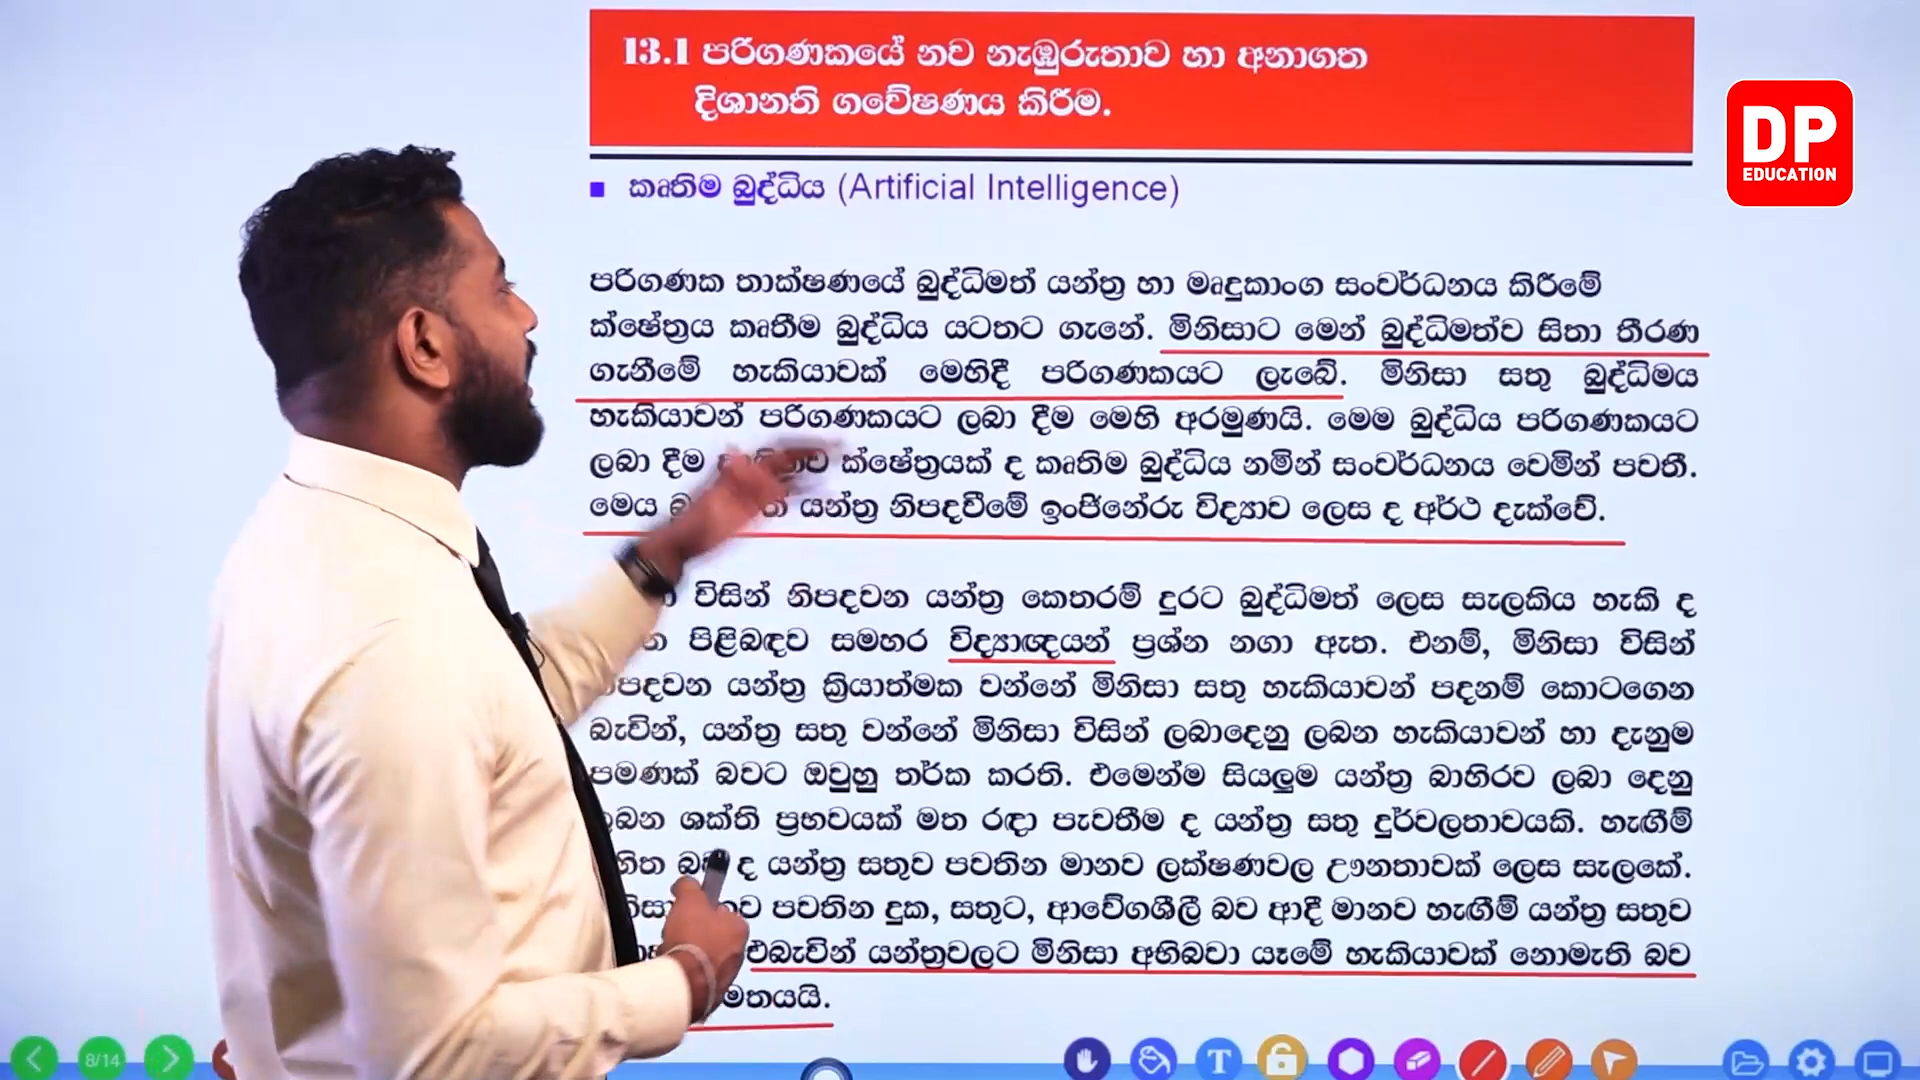 13.1 පරිගණකයේ නව නැඹුරුතාව හා අනාගත
දිශානති ගවේෂණය කිරීම.
DP
EDUCATION
■ කෘතිම බුද්ධිය (Artificial Intelligence)
පරිගණක තාක්ෂණයේ බුද්ධිමත් යන්ත්‍ර හා මෘදුකාංග සංවර්ධනය කිරීමේ
ක්ෂේත්‍රය කෘතීම බුද්ධිය යටතට ගැනේ. මිනිසාට මෙන් බුද්ධිමත්ව සිතා තීරණ
ගැනීමේ හැකියාවක් මෙහිදී පරිගණකයට ලැබේ. මිනිසා සතු බුද්ධිමය
හැකියාවන් පරිගණකයට ලබා දීම මෙහි අරමුණයි. මෙම බුද්ධිය පරිගණකයට
ලබා දීම ක්ෂේත්‍රයක් ද කෘතිම බුද්ධිය නමින් සංවර්ධනය වෙමින් පවතී.
මෙය යන්ත්‍ර නිපදවීමේ ඉංජිනේරු විද්‍යාව ලෙස ද අර්ථ දැක්වේ.
විසින් නිපදවන යන්ත්‍ර කෙතරම් දුරට බුද්ධිමත් ලෙස සැලකිය හැකි ද
පිළිබඳව සමහර විද්‍යාඥයන් ප්‍රශ්න නගා ඇත. එනම්, මිනිසා විසින්
යන්ත්‍ර ක්‍රියාත්මක වන්නේ මිනිසා සතු හැකියාවන් පදනම් කොටගෙන
බැවින්, යන්ත්‍ර සතු වන්නේ මිනිසා විසින් ලබාදෙනු ලබන හැකියාවන් හා දැනුම
පමණක් බවට ඔවුහු තර්ක කරති. එමෙන්ම සියලුම යන්ත්‍ර බාහිරව ලබා දෙනු
ශක්ති ප්‍රභවයක් මත රඳා පැවතීම ද යන්ත්‍ර සතු දුර්වලතාවයකි. හැඟීම්
ද යන්ත්‍ර සතුව පවතින මානව ලක්ෂණවල ඌනතාවක් ලෙස සැලකේ.
පවතින දුක, සතුට, ආවේගශීලී බව ආදී මානව හැඟීම් යන්ත්‍ර සතුව
එබැවින් යන්ත්‍රවලට මිනිසා අභිබවා යෑමේ හැකියාවක් නොමැති බව
මතයයි.
8/14